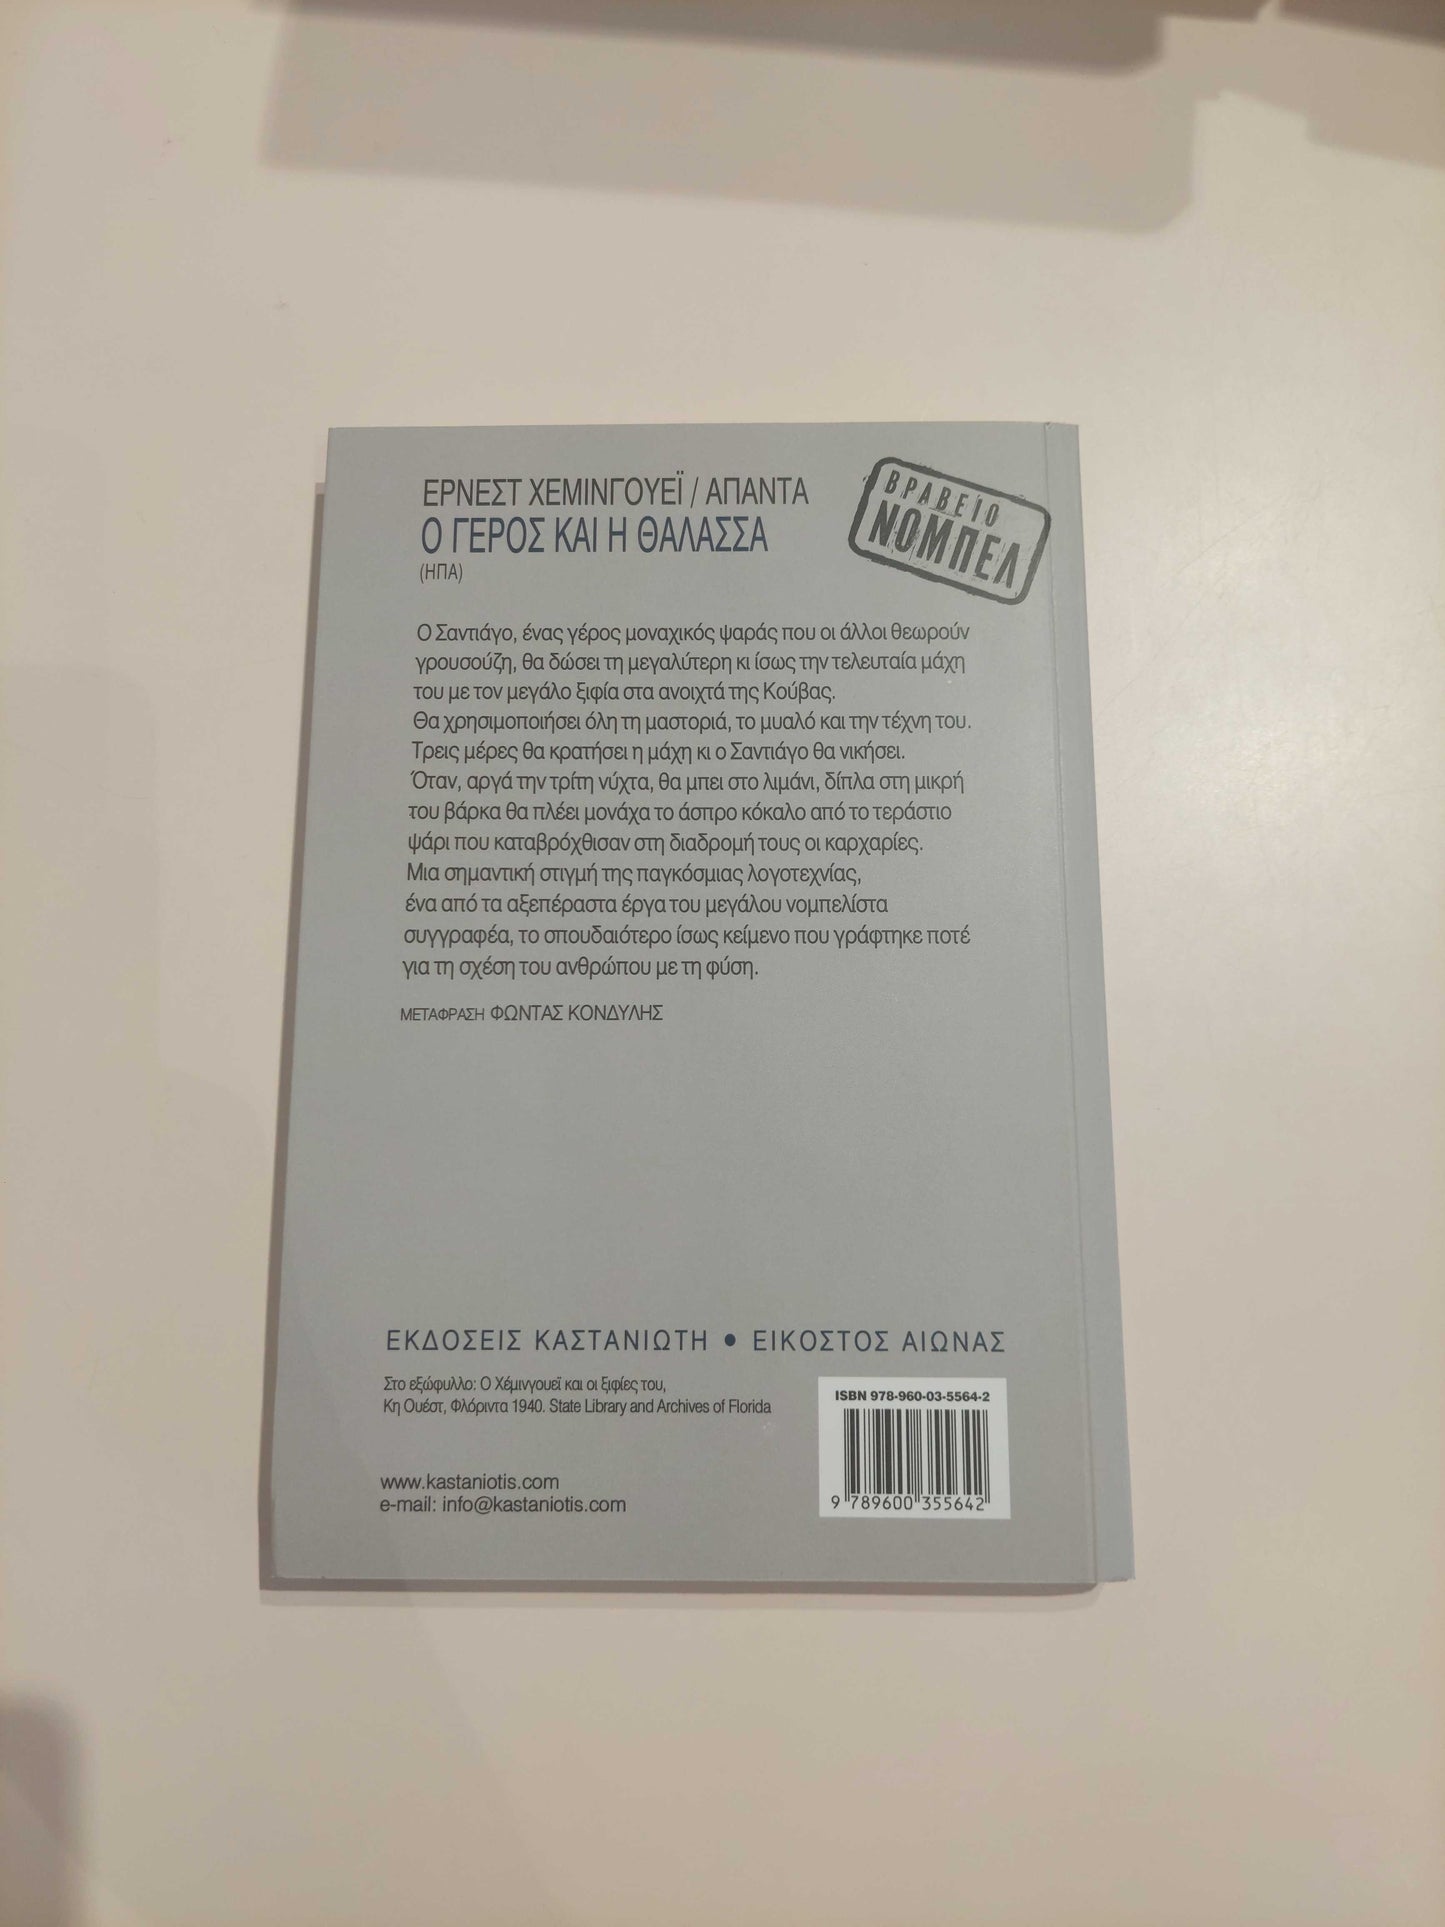 ΕΡΝΕΣΤ ΧΕΜΙΝΓΟΥΕΪ / ΑΠΑΝΤΑ
Ο ΓΕΡΟΣ ΚΑΙ Η ΘΑΛΑΣΣΑ
(ΗΠΑ)
ΒΡΑΒΕΙΟ
ΝΟΜΠΕΛ
Ο Σαντιάγο, ένας γέρος μοναχικός ψαράς που οι άλλοι θεωρούν
γρουσούζη, θα δώσει τη μεγαλύτερη κι ίσως την τελευταία μάχη
του με τον μεγάλο ξιφία στα ανοιχτά της Κούβας.
Θα χρησιμοποιήσει όλη τη μαστοριά, το μυαλό και την τέχνη του.
Τρεις μέρες θα κρατήσει η μάχη κι ο Σαντιάγο θα νικήσει.
Όταν, αργά την τρίτη νύχτα, θα μπει στο λιμάνι, δίπλα στη μικρή
του βάρκα θα πλέει μονάχα το άσπρο κόκαλο από το τεράστιο
ψάρι που καταβρόχθισαν στη διαδρομή τους οι καρχαρίες.
Μια σημαντική στιγμή της παγκόσμιας λογοτεχνίας,
ένα από τα αξεπέραστα έργα του μεγάλου νομπελίστα
συγγραφέα, το σπουδαιότερο ίσως κείμενο που γράφτηκε ποτέ
για τη σχέση του ανθρώπου με τη φύση.
ΜΕΤΑΦΡΑΣΗ ΦΩΝΤΑΣ ΚΟΝΔΥΛΗΣ
ΕΚΔΟΣΕΙΣ ΚΑΣΤΑΝΙΩΤΗ • ΕΙΚΟΣΤΟΣ ΑΙΩΝΑΣ
Στο εξώφυλλο: Ο Χέμινγουεϊ και οι ξιφίες του,
Κη Ουέστ, Φλόριντα 1940. State Library and Archives of Florida
ISBN 978-960-03-5564-2
9 789600 355642
www.kastaniotis.com
e-mail: info@kastaniotis.com